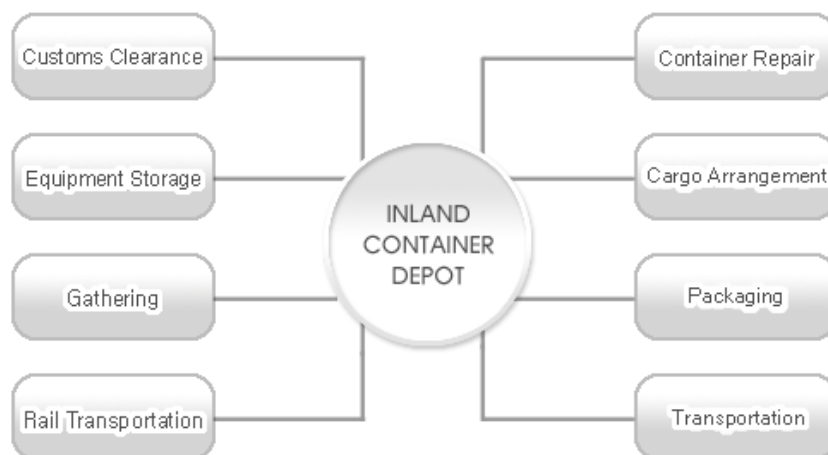 Customs Clearance
Equipment Storage
Gathering
Rail Transportation
INLAND
CONTAINER
DEPOT
Container Repair
Cargo Arrangement
Packaging
Transportation